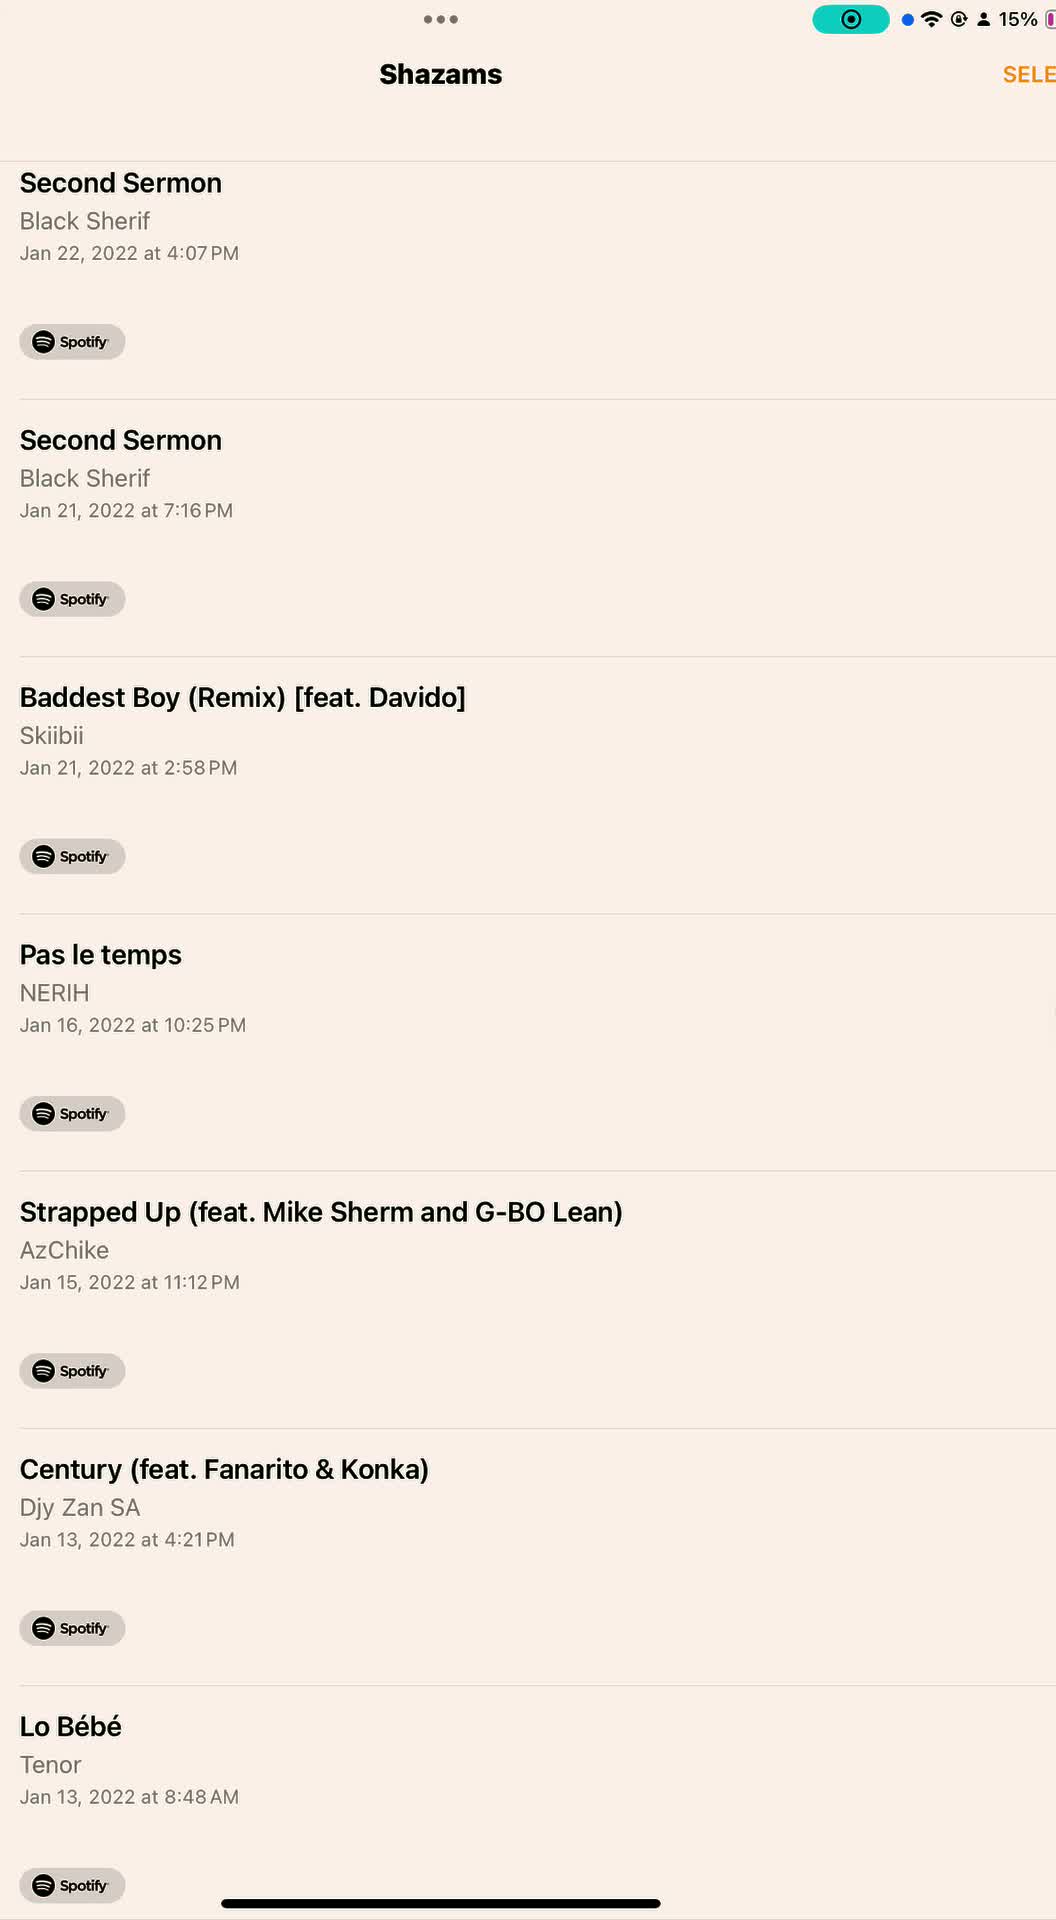 15%
Shazams
SELE
Second Sermon
Black Sherif
Jan 22, 2022 at 4:07 PM
Spotify
Second Sermon
Black Sherif
Jan 21, 2022 at 7:16 PM
Spotify
Baddest Boy (Remix) [feat. Davido]
Skiibii
Jan 21, 2022 at 2:58 PM
Spotify
Pas le temps
NERIH
Jan 16, 2022 at 10:25 PM
Spotify
Strapped Up (feat. Mike Sherm and G-BO Lean)
AzChike
Jan 15, 2022 at 11:12 PM
Spotify
Century (feat. Fanarito & Konka)
Djy Zan SA
Jan 13, 2022 at 4:21 PM
Spotify
Lo Bébé
Tenor
Jan 13, 2022 at 8:48 AM
Spotify